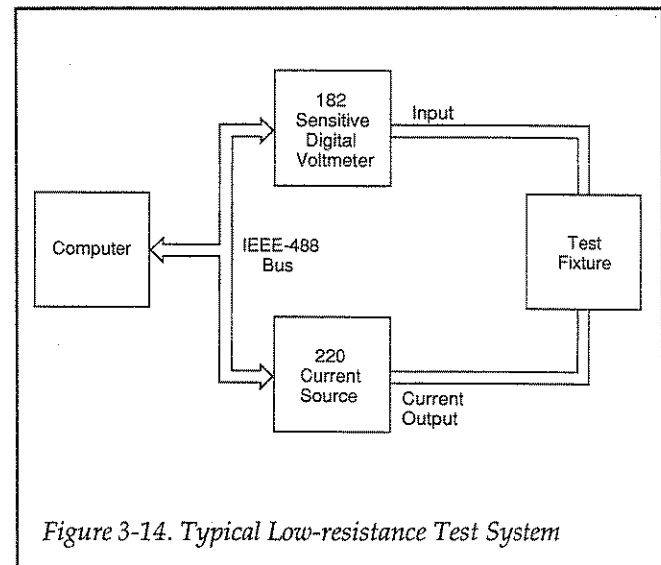 182
Sensitive
Digital
Voltmeter
Input
Computer
IEEE-488
Bus
Test
Fixture
220
Current
Source
Current
Output
Figure 3-14. Typical Low-resistance Test System